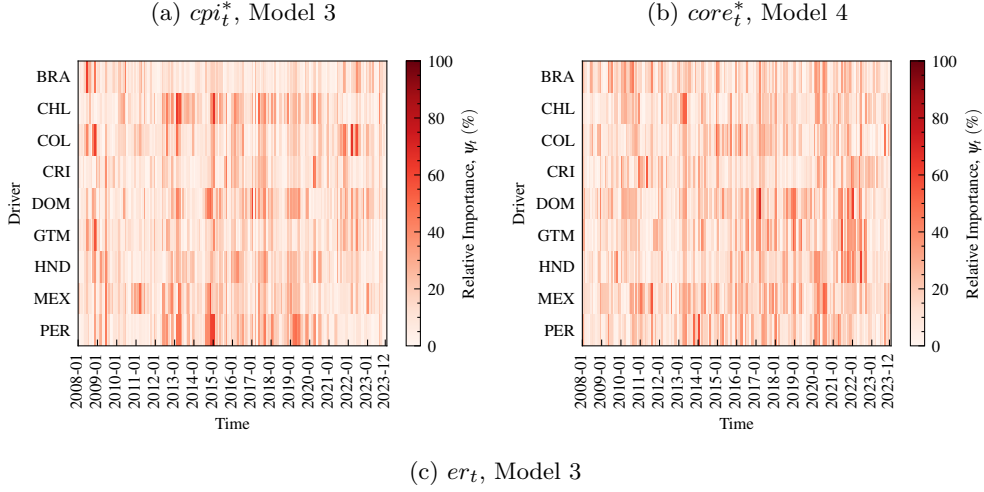 (a) cpi*_t, Model 3
BRA
CHL
COL
CRI
DOM
GTM
HND
MEX
PER
Driver
2008-01
2009-01
2010-01
2011-01
2012-01
2013-01
2014-01
2015-01
2016-01
2017-01
2018-01
2019-01
2020-01
2021-01
2022-01
2023-01
2023-12
Time
100
80
60
40
20
0
Relative Importance, ψ_t (%)
(b) core*_t, Model 4
BRA
CHL
COL
CRI
DOM
GTM
HND
MEX
PER
Driver
2008-01
2009-01
2010-01
2011-01
2012-01
2013-01
2014-01
2015-01
2016-01
2017-01
2018-01
2019-01
2020-01
2021-01
2022-01
2023-01
2023-12
Time
100
80
60
40
20
0
Relative Importance, ψ_t (%)
(c) er_t, Model 3